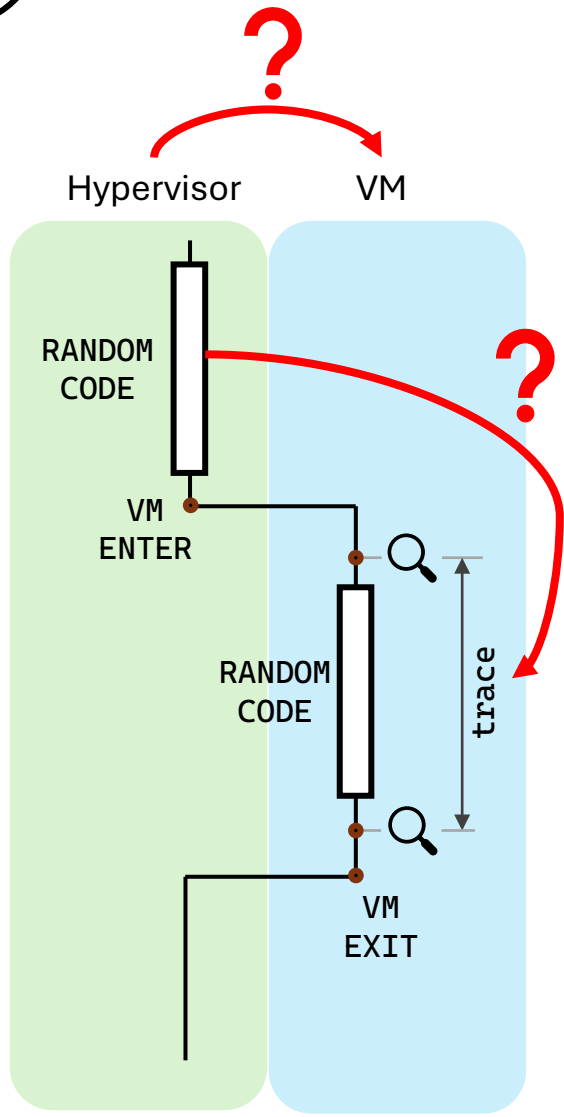 ?
Hypervisor
VM
?
RANDOM
CODE
VM
ENTER
RANDOM
CODE
trace
VM
EXIT